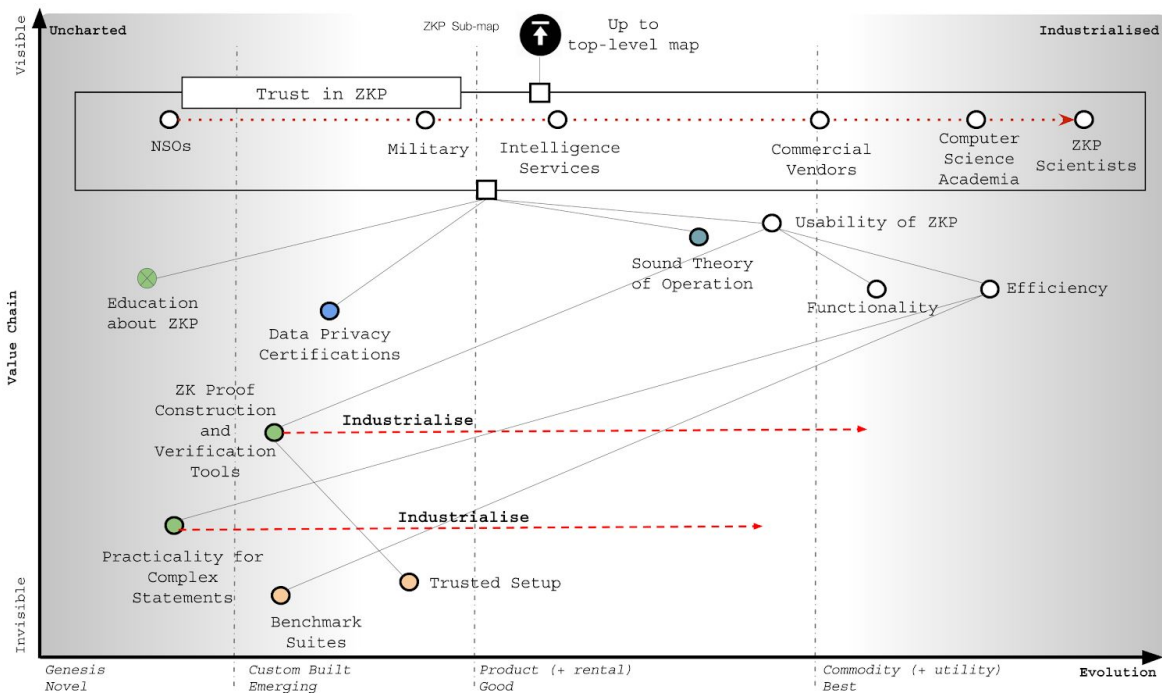 Visible
Uncharted
ZKP Sub-map
Up to
top-level map
Industrialised
Trust in ZKP
NSOs
Military
Intelligence
Services
Commercial
Vendors
Computer
Science
Academia
ZKP
Scientists
Usability of ZKP
Sound Theory
of Operation
Education
about ZKP
Functionality
Efficiency
Data Privacy
Certifications
Value Chain
ZK Proof
Construction
and
Verification
Tools
Industrialise
Industrialise
Practicality for
Complex
Statements
Trusted Setup
Benchmark
Suites
Invisible
Genesis
Novel
Custom Built
Emerging
Product (+ rental)
Good
Commodity (+ utility)
Best
Evolution